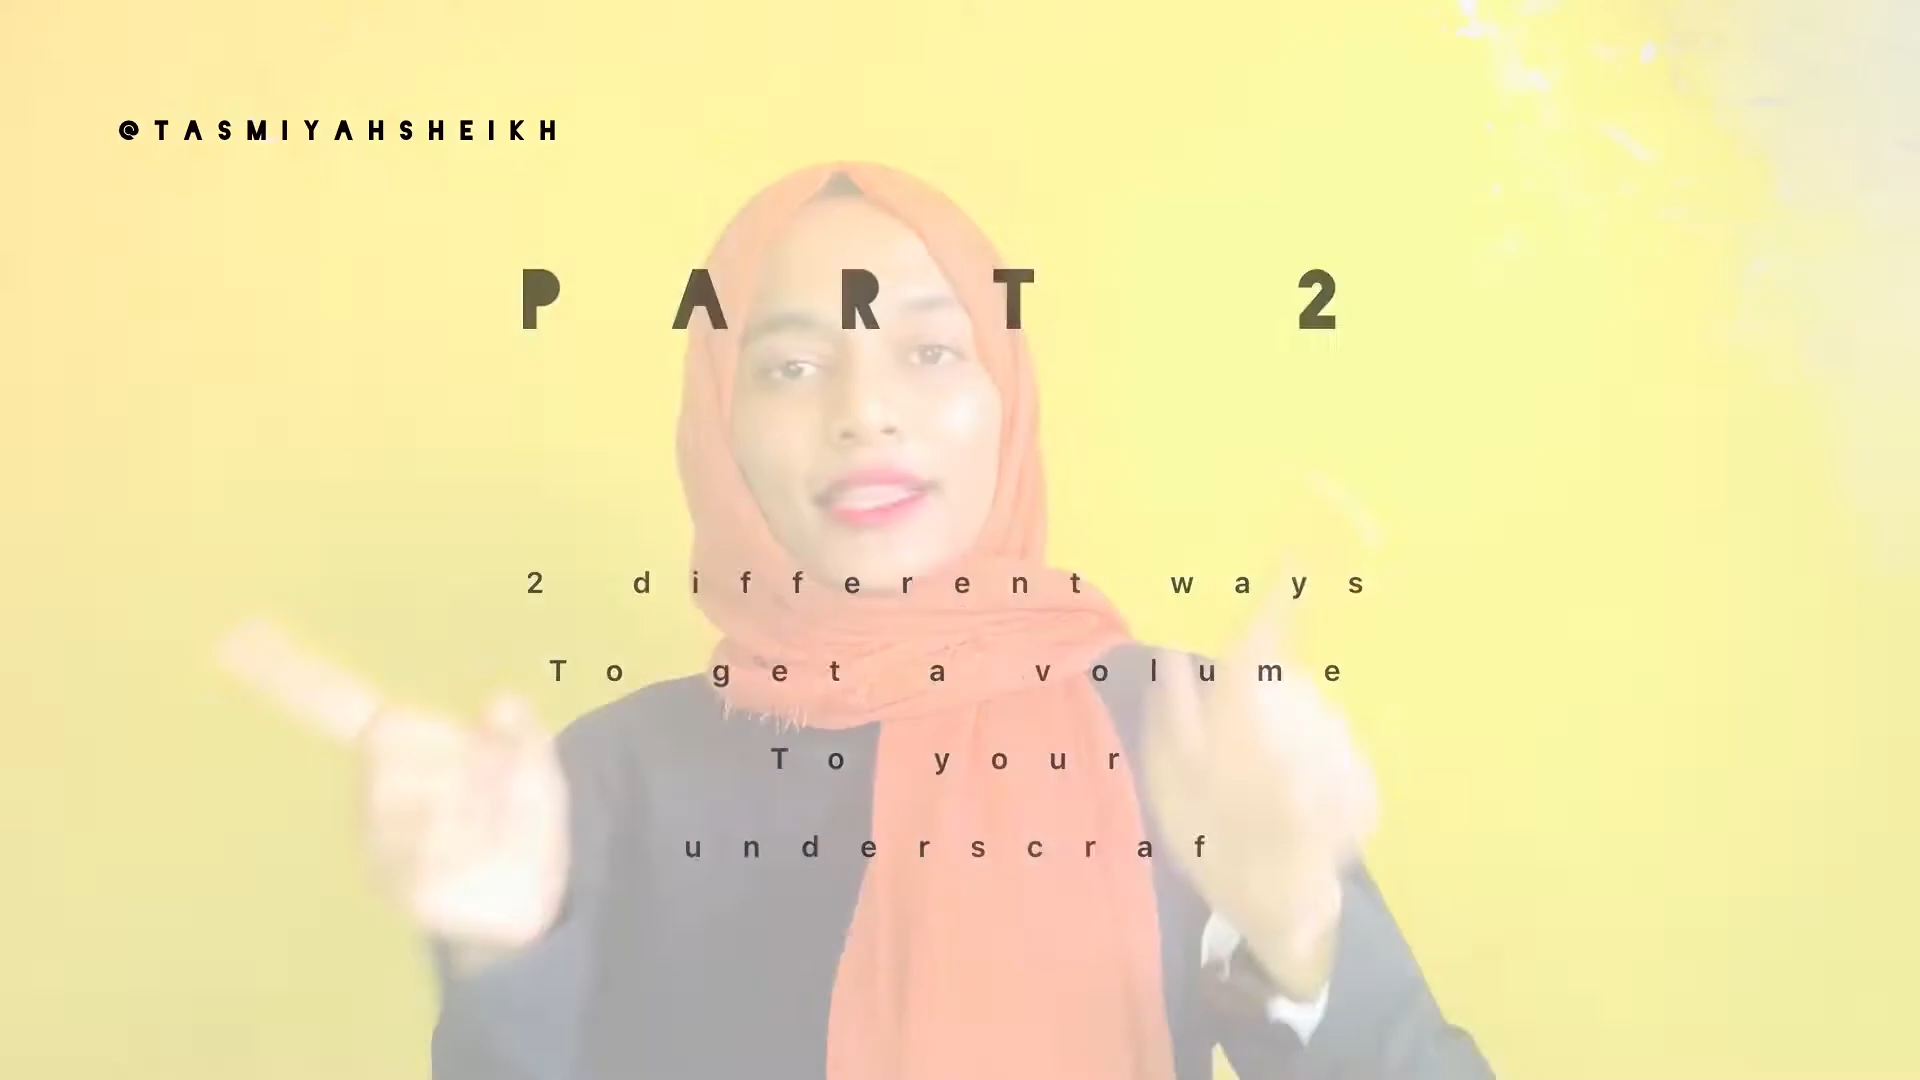 @TASMIYAHSHEIKH
PART 2
2 different ways
To get a volume
To your
underscraf